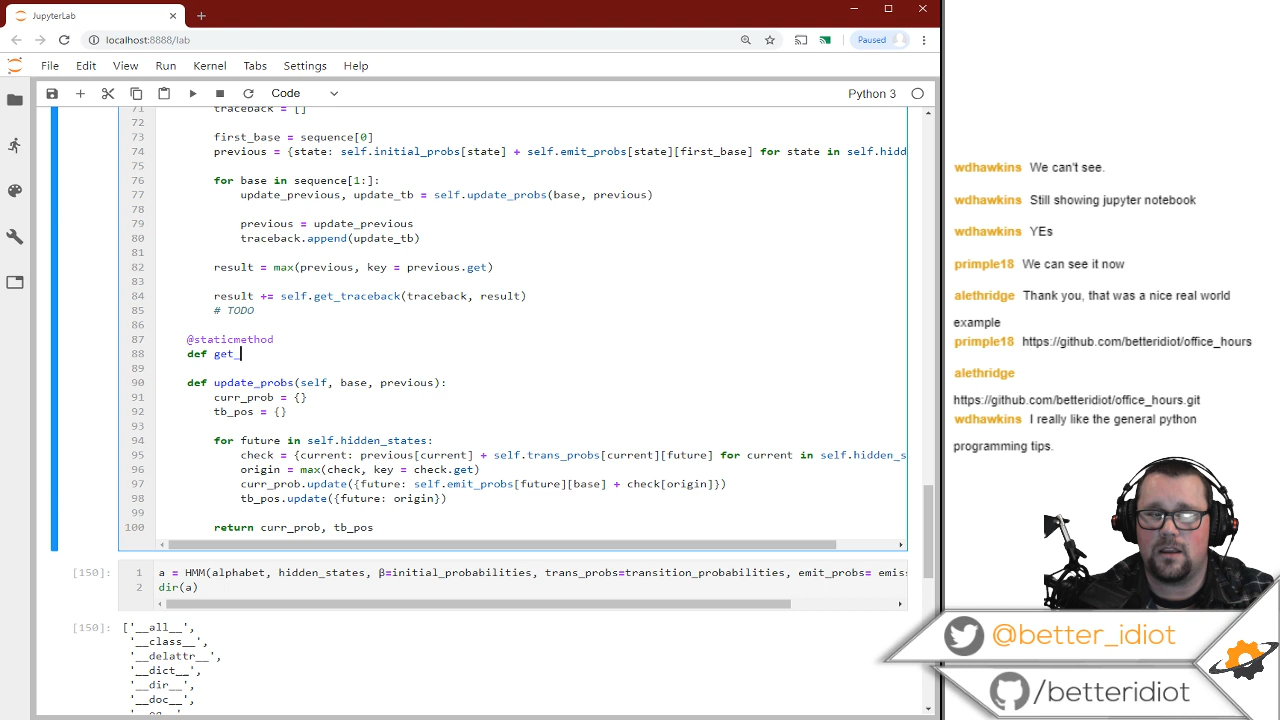 JupyterLab
localhost:8888/lab
Paused
File Edit View Run Kernel Tabs Settings Help
Code
Python 3
71 traceback = []
72
73 first_base = sequence[0]
74 previous = {state: self.initial_probs[state] + self.emit_probs[state][first_base] for state in self.hidd
75
76 for base in sequence[1:]:
77 update_previous, update_tb = self.update_probs(base, previous)
78
79 previous = update_previous
80 traceback.append(update_tb)
81
82 result = max(previous, key = previous.get)
83
84 result += self.get_traceback(traceback, result)
85 # TODO
86
87 @staticmethod
88 def get_
89
90 def update_probs(self, base, previous):
91 curr_prob = {}
92 tb_pos = {}
93
94 for future in self.hidden_states:
95 check = {current: previous[current] + self.trans_probs[current][future] for current in self.hidden_s
96 origin = max(check, key = check.get)
97 curr_prob.update({future: self.emit_probs[future][base] + check[origin]})
98 tb_pos.update({future: origin})
99
100 return curr_prob, tb_pos
[150]: 1 a = HMM(alphabet, hidden_states, β=initial_probabilities, trans_probs=transition_probabilities, emit_probs= emiss
2 dir(a)
[150]: ['__all__',
'__class__',
'__delattr__',
'__dict__',
'__dir__',
'__doc__',
wdhawkins We can't see.
wdhawkins Still showing jupyter notebook
wdhawkins YEs
primple18 We can see it now
alethridge Thank you, that was a nice real world
example
primple18 https://github.com/betteridiot/office_hours
alethridge
https://github.com/betteridiot/office_hours.git
wdhawkins I really like the general python
programming tips.
@better_idiot
/betteridiot